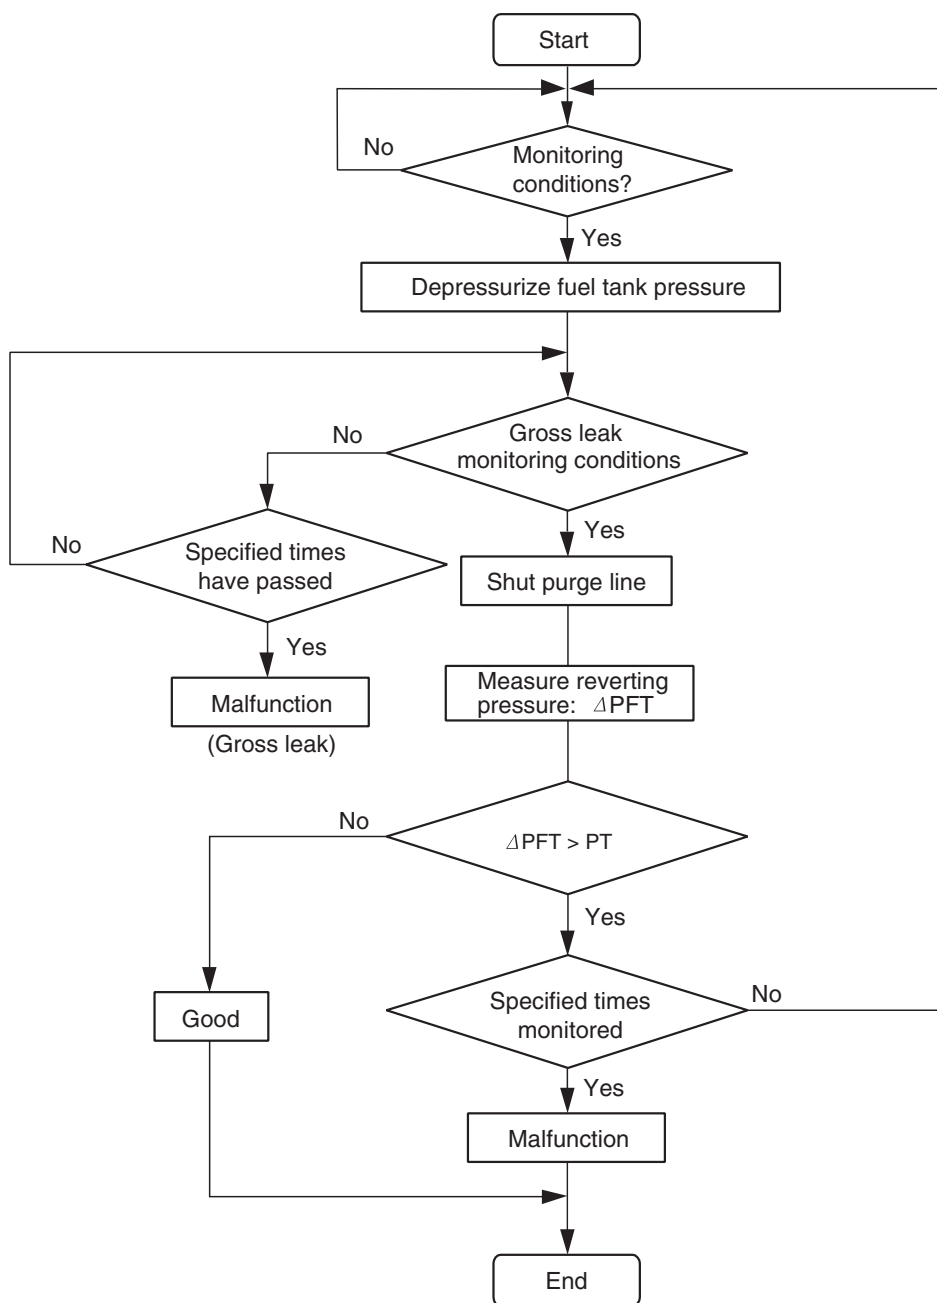 Start
No
Monitoring
conditions?
Yes
Depressurize fuel tank pressure
No
Gross leak
monitoring conditions
No
Specified times
have passed
Yes
Shut purge line
Yes
Malfunction
(Gross leak)
Measure reverting
pressure: ΔPFT
No
ΔPFT > PT
Yes
Good
Specified times
monitored
No
Yes
Malfunction
End